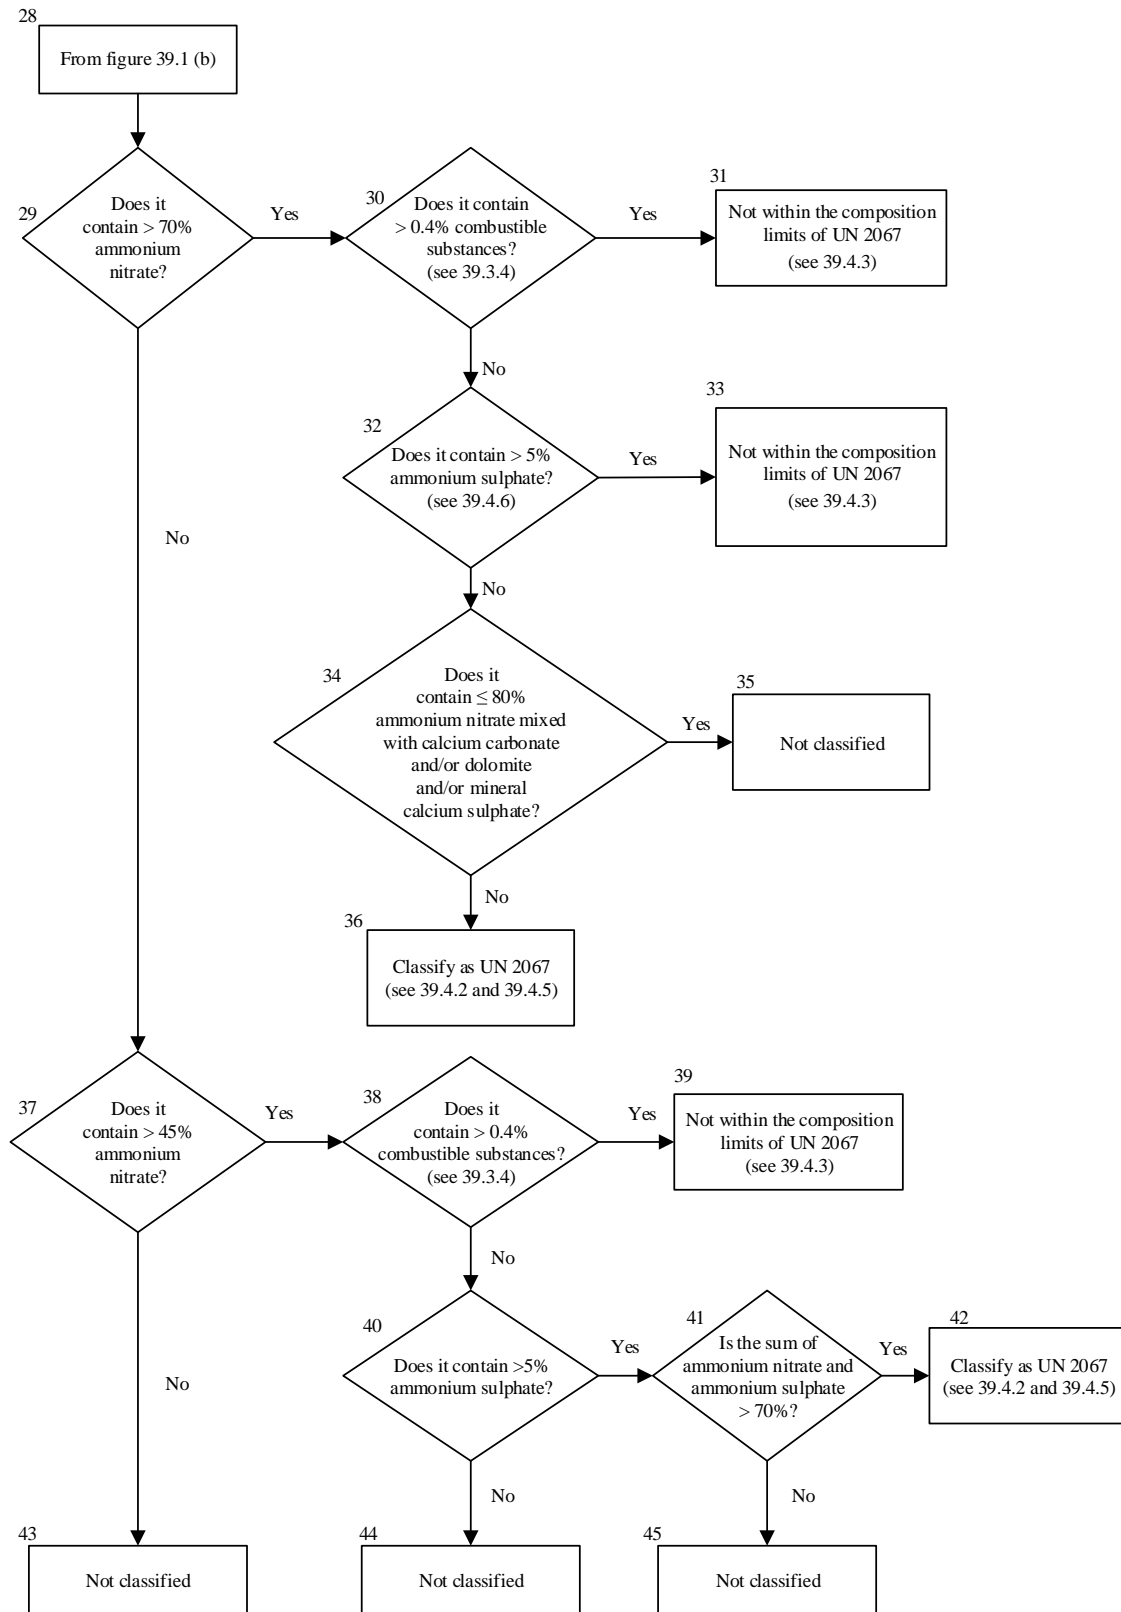 28
From figure 39.1 (b)
29
Does it
contain > 70%
ammonium
nitrate?
Yes
30
Does it contain
> 0.4% combustible
substances?
(see 39.3.4)
Yes
31
Not within the composition
limits of UN 2067
(see 39.4.3)
No
32
Does it contain > 5%
ammonium sulphate?
(see 39.4.6)
Yes
33
Not within the composition
limits of UN 2067
(see 39.4.3)
No
No
34
Does it
contain ≤ 80%
ammonium nitrate mixed
with calcium carbonate
and/or dolomite
and/or mineral
calcium sulphate?
Yes
35
Not classified
No
36
Classify as UN 2067
(see 39.4.2 and 39.4.5)
37
Does it
contain > 45%
ammonium
nitrate?
Yes
38
Does it
contain > 0.4%
combustible substances?
(see 39.3.4)
Yes
39
Not within the composition
limits of UN 2067
(see 39.4.3)
No
40
Does it contain >5%
ammonium sulphate?
Yes
41
Is the sum of
ammonium nitrate and
ammonium sulphate
> 70%?
Yes
42
Classify as UN 2067
(see 39.4.2 and 39.4.5)
No
No
No
43
Not classified
44
Not classified
45
Not classified